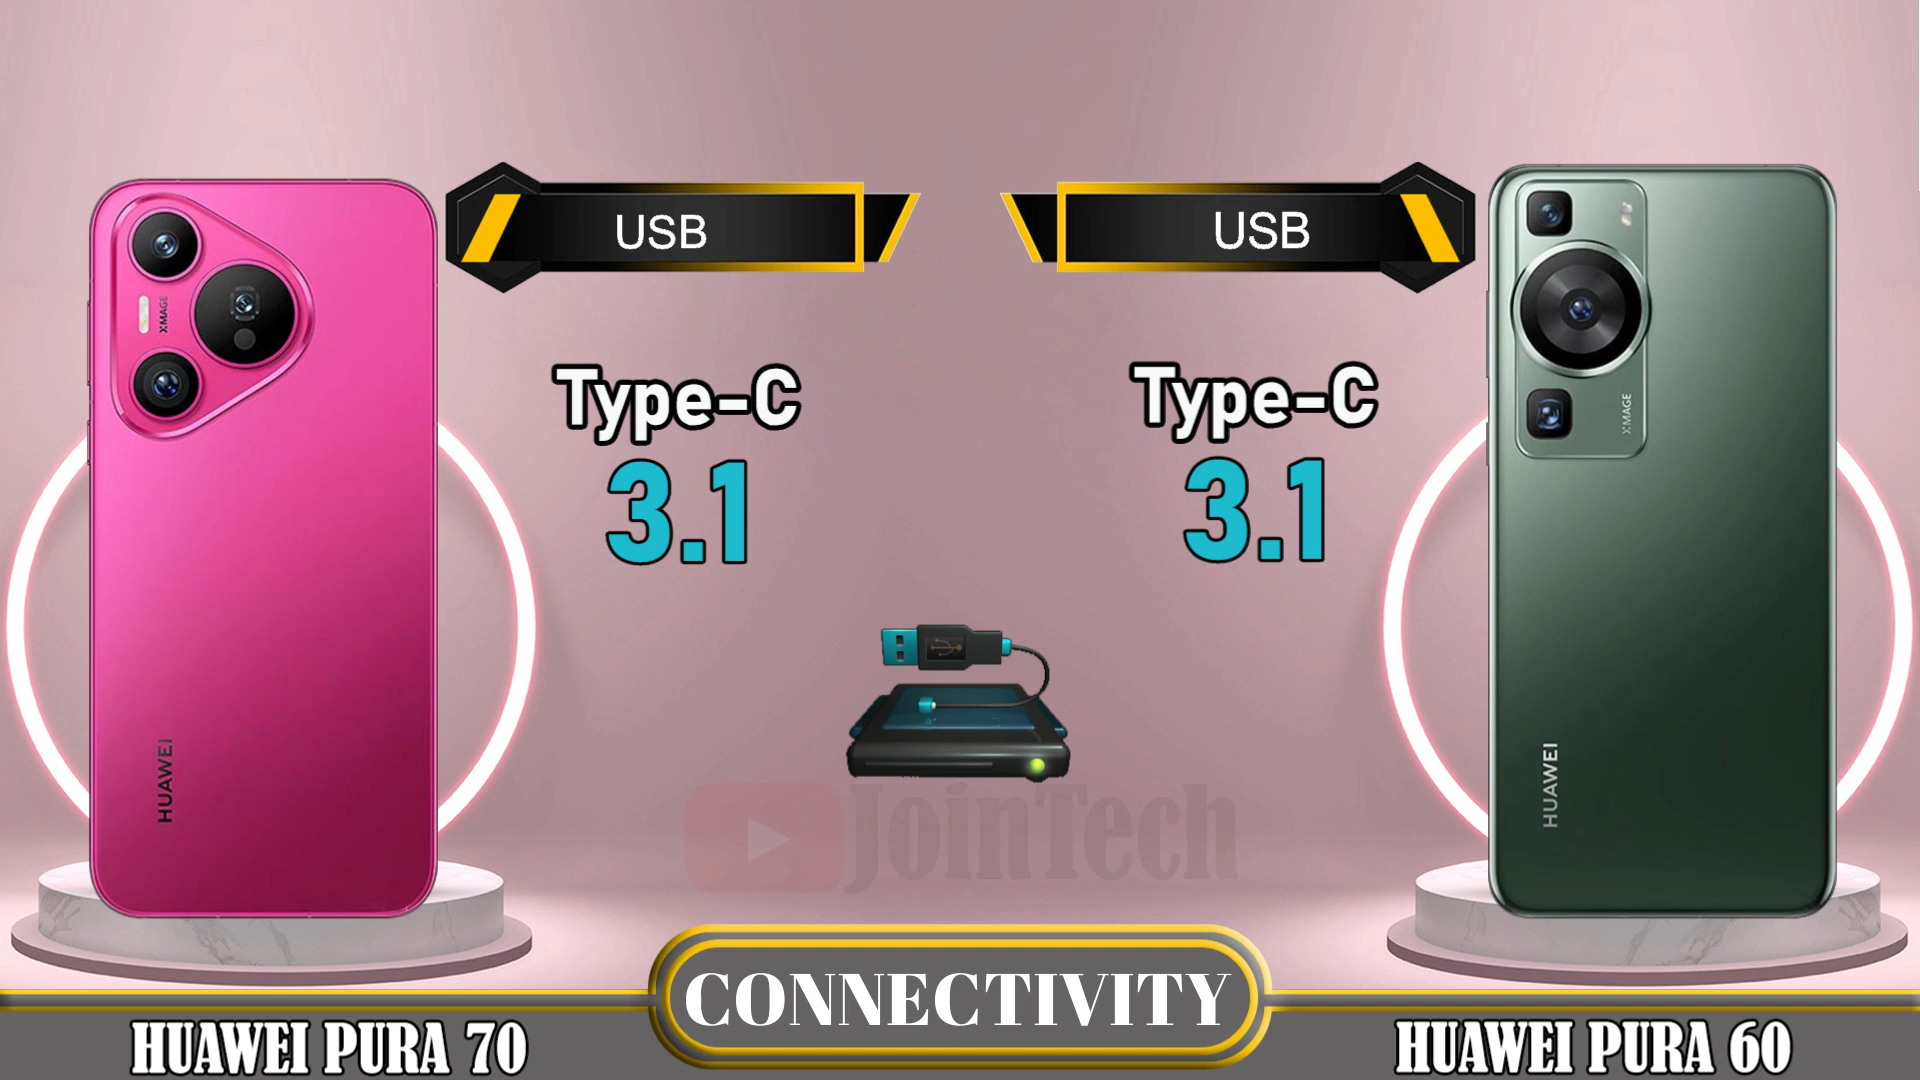 USB
USB
Type-C
3.1
Type-C
3.1
XMAGE
HUAWEI
XMAGE
HUAWEI
JoinTech
CONNECTIVITY
HUAWEI PURA 70
HUAWEI PURA 60